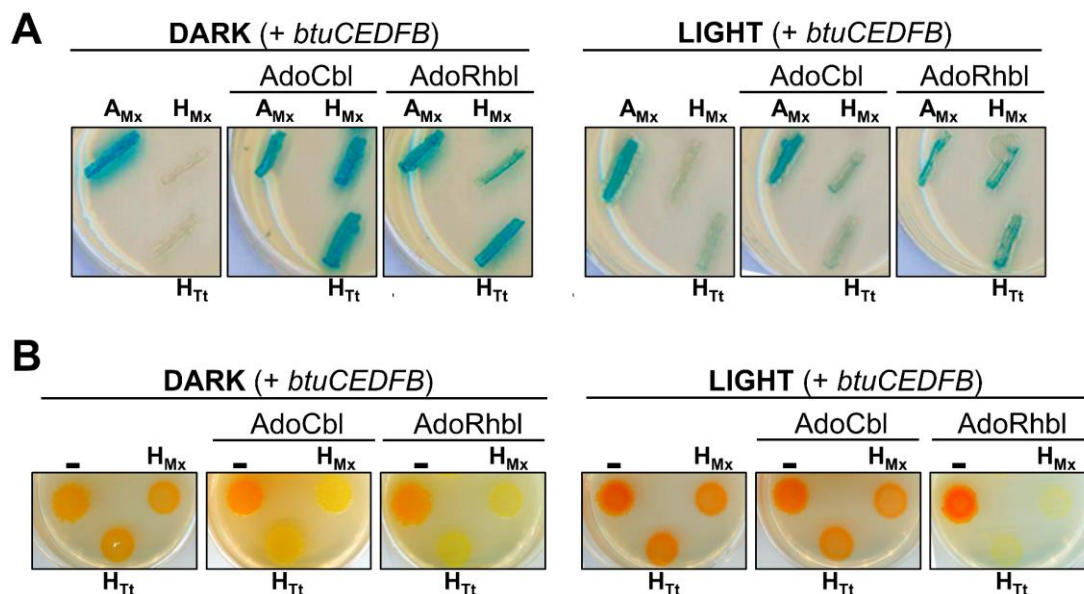 A
DARK (+ btuCEDFB) LIGHT (+ btuCEDFB)
AdoCbl AdoRhbl AdoCbl AdoRhbl
AMx HMx AMx HMx AMx HMx AMx HMx AMx HMx AMx HMx
HTt HTt HTt HTt HTt HTt
B
DARK (+ btuCEDFB) LIGHT (+ btuCEDFB)
AdoCbl AdoRhbl AdoCbl AdoRhbl
- HMx - HMx - HMx - HMx - HMx - HMx
HTt HTt HTt HTt HTt HTt